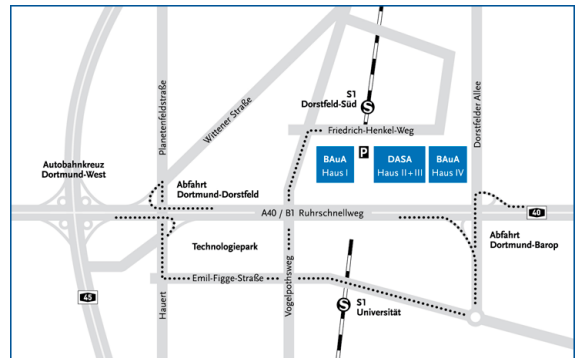 S1
Dorstfeld-Süd
S
Planetenfeldstraße
Wittener Straße
Dorstfelder Allee
Friedrich-Henkel-Weg
P
BAuA
Haus I
DASA
Haus II+III
BAuA
Haus IV
Autobahnkreuz
Dortmund-West
Abfahrt
Dortmund-Dorstfeld
A40 / B1 Ruhrschnellweg
40
Abfahrt
Dortmund-Barop
Technologiepark
Emil-Figge-Straße
Vogelpothsweg
Hauert
45
S
S1
Universität